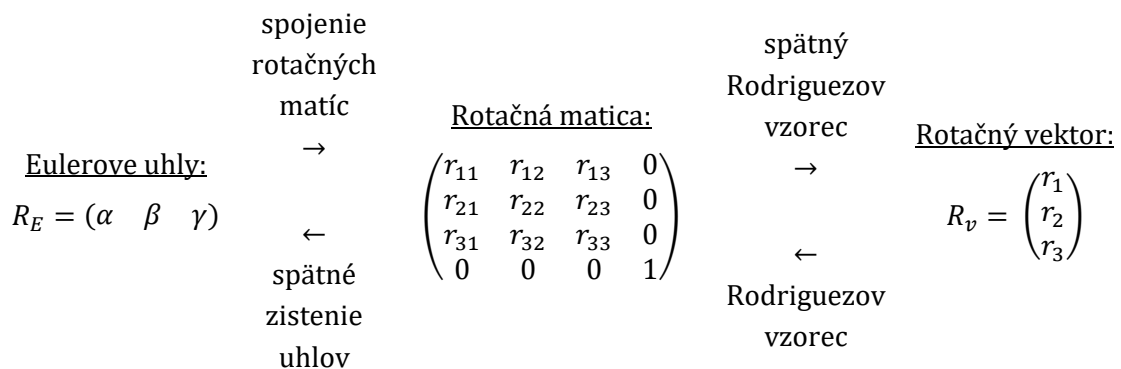 Eulerove uhly:
R_E = (α β γ)
spojenie
rotačných
matíc
→
←
spätné
zistenie
uhlov
Rotačná matica:
r₁₁ r₁₂ r₁₃ 0
r₂₁ r₂₂ r₂₃ 0
r₃₁ r₃₂ r₃₃ 0
0 0 0 1
spätný
Rodriguezov
vzorec
→
←
Rodriguezov
vzorec
Rotačný vektor:
R_v = (r₁
r₂
r₃)